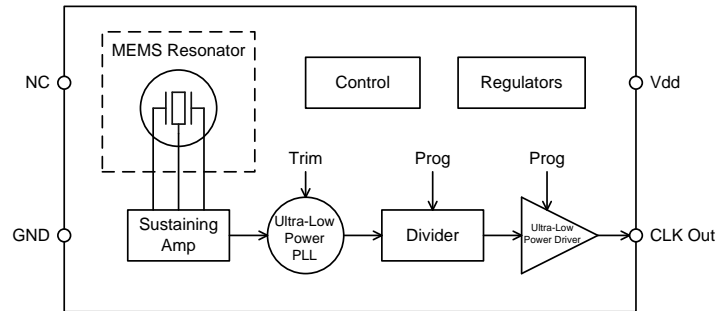 MEMS Resonator
NC
Control
Regulators
Vdd
Trim
Prog
Prog
GND
Sustaining
Amp
Ultra-Low
Power
PLL
Divider
Ultra-Low
Power Driver
CLK Out